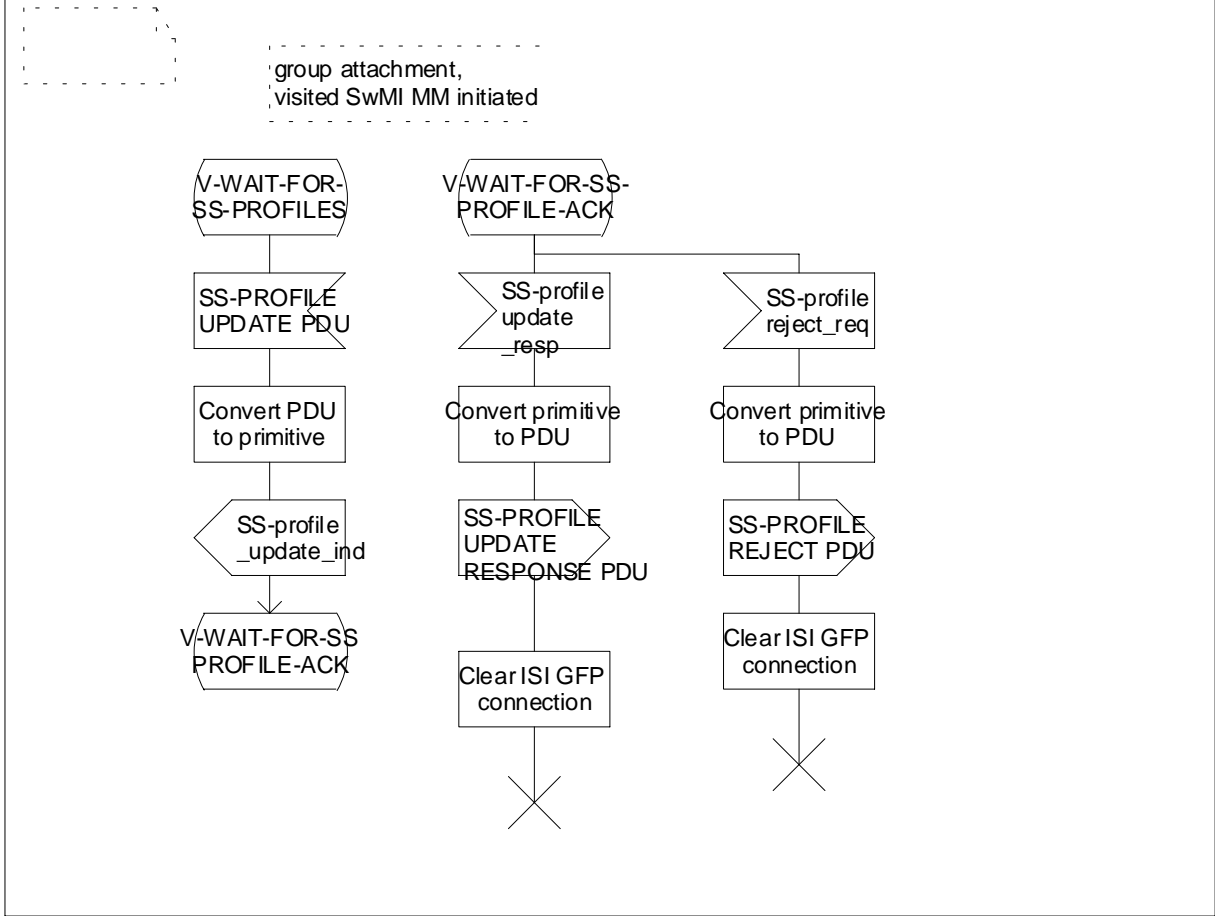 group attachment,
visited SwMI MM initiated
V-WAIT-FOR-
SS-PROFILES
SS-PROFILE
UPDATE PDU
Convert PDU
to primitive
SS-profile
_update_ind
V-WAIT-FOR-SS
PROFILE-ACK
V-WAIT-FOR-SS-
PROFILE-ACK
SS-profile
update
_resp
Convert primitive
to PDU
SS-PROFILE
UPDATE
RESPONSE PDU
Clear ISI GFP
connection
SS-profile
reject_req
Convert primitive
to PDU
SS-PROFILE
REJECT PDU
Clear ISI GFP
connection